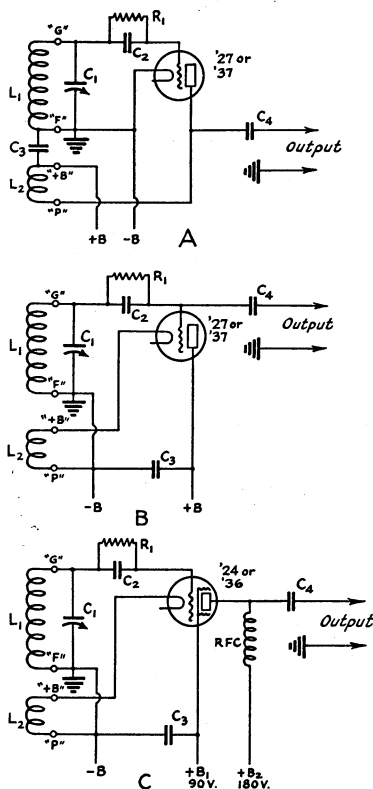 R1
"G"
C2
'27 or
'37
L1
C1
C4
"F"
Output
C3
"+B"
L2
"P"
+B -B
A
R1
"G"
C2
C4
'27 or
'37
Output
L1
C1
"F"
"+B"
L2
C3
"P"
-B +B
B
R1
"G"
C2
'24 or
'36
C4
L1
C1
Output
RFC
"F"
"+B"
L2
C3
"P"
-B +B1 +B2
90V. 180V.
C